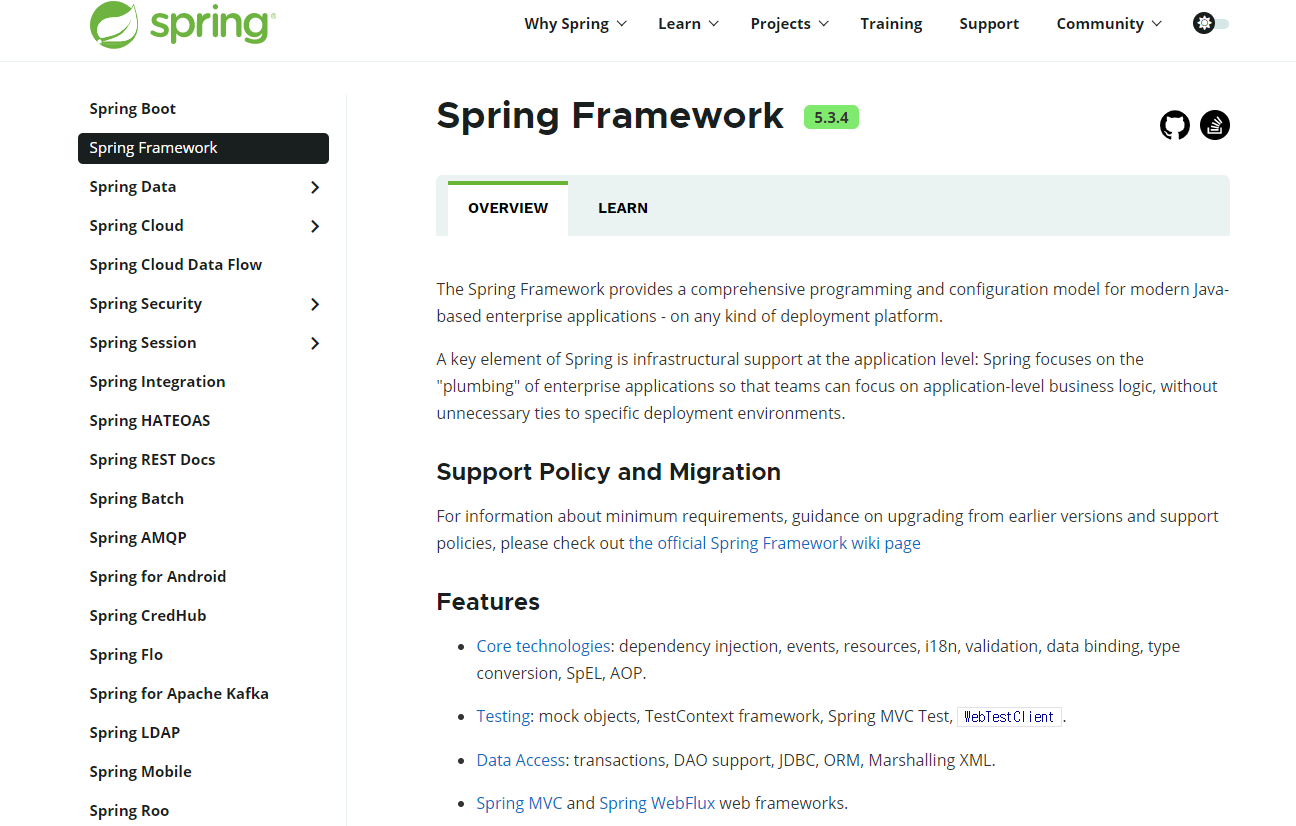 spring
Why Spring
Learn
Projects
Training
Support
Community
Spring Boot
Spring Framework
Spring Data
Spring Cloud
Spring Cloud Data Flow
Spring Security
Spring Session
Spring Integration
Spring HATEOAS
Spring REST Docs
Spring Batch
Spring AMQP
Spring for Android
Spring CredHub
Spring Flo
Spring for Apache Kafka
Spring LDAP
Spring Mobile
Spring Roo
Spring Framework 5.3.4
OVERVIEW
LEARN
The Spring Framework provides a comprehensive programming and configuration model for modern Java-
based enterprise applications - on any kind of deployment platform.
A key element of Spring is infrastructural support at the application level: Spring focuses on the
"plumbing" of enterprise applications so that teams can focus on application-level business logic, without
unnecessary ties to specific deployment environments.
Support Policy and Migration
For information about minimum requirements, guidance on upgrading from earlier versions and support
policies, please check out the official Spring Framework wiki page
Features
• Core technologies: dependency injection, events, resources, i18n, validation, data binding, type
conversion, SpEL, AOP.
• Testing: mock objects, TestContext framework, Spring MVC Test, WebTestClient.
• Data Access: transactions, DAO support, JDBC, ORM, Marshalling XML.
• Spring MVC and Spring WebFlux web frameworks.